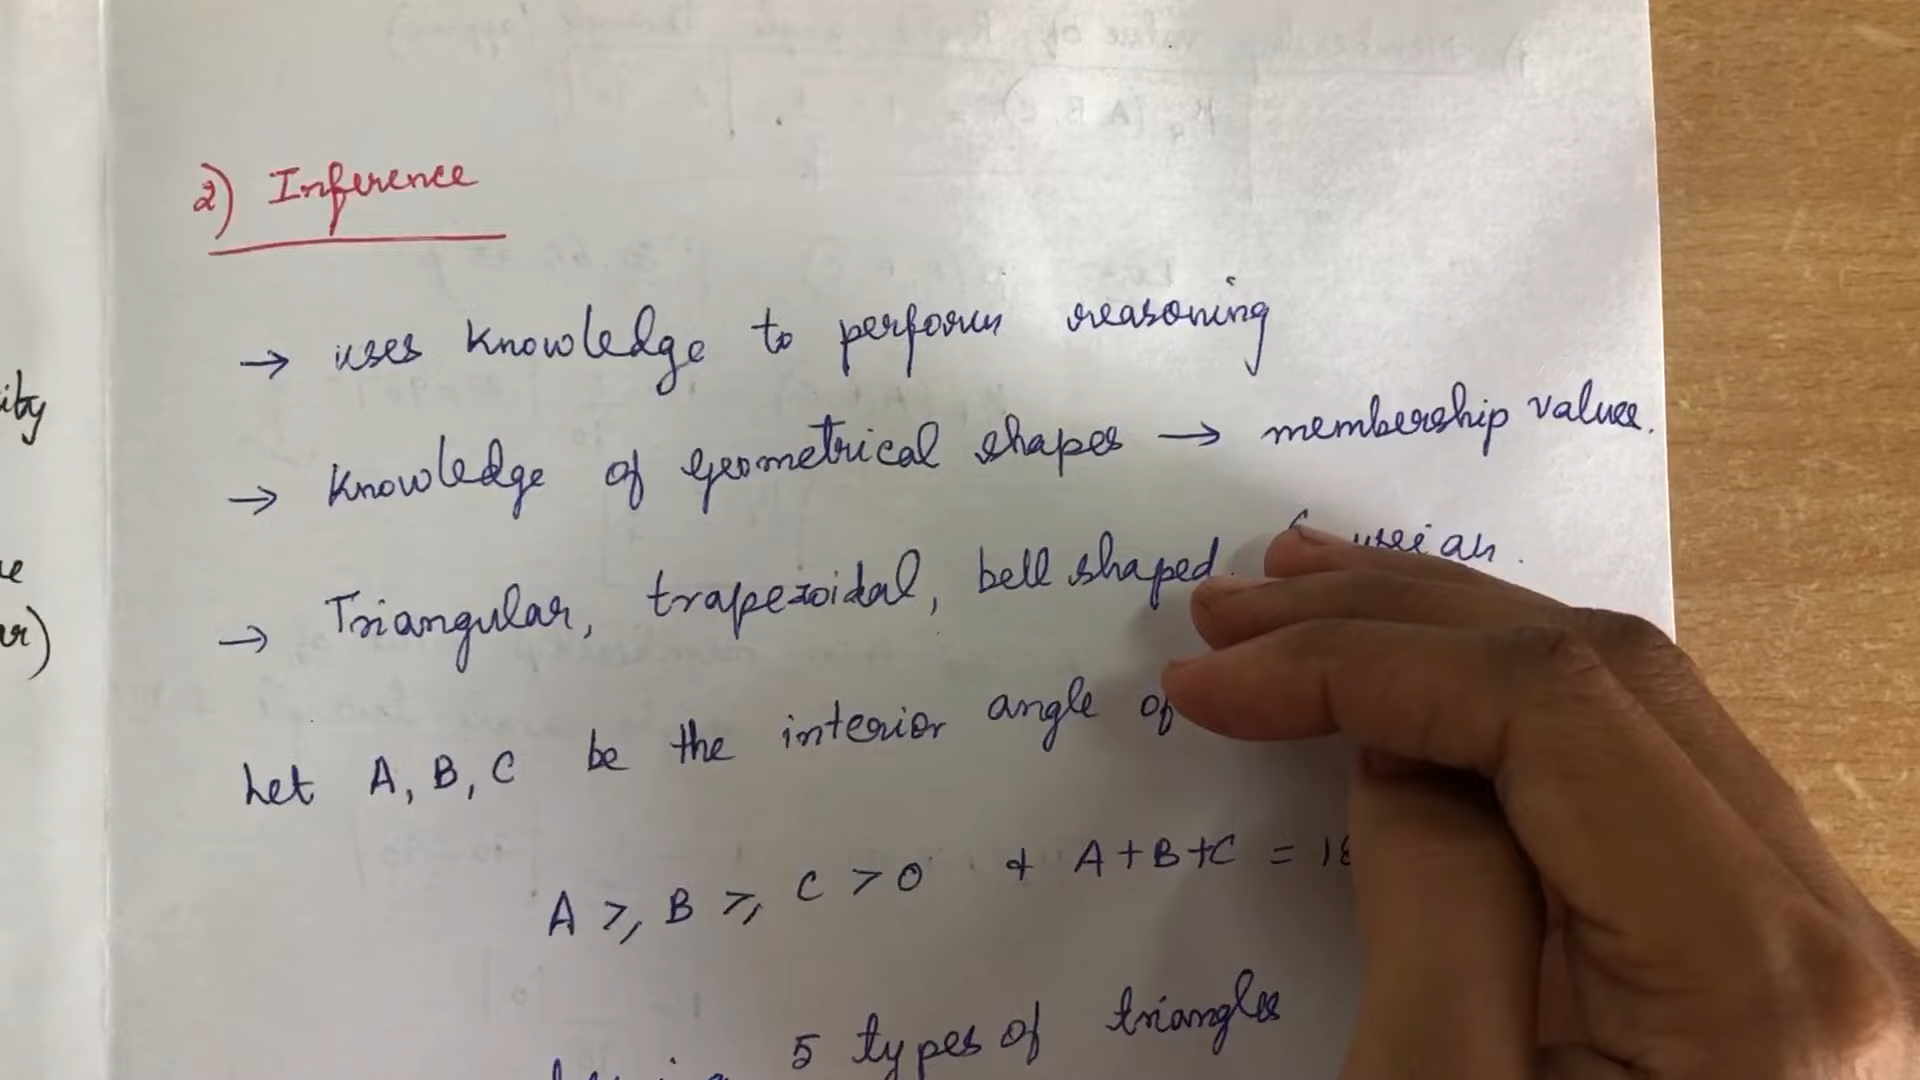 2) Inference
→ uses knowledge to perform reasoning
→ Knowledge of geometrical shapes → membership values.
→ Triangular, trapezoidal, bell shaped.
Let A, B, C be the interior angle of
A ⩾ B ⩾ C > 0 & A+B+C = 18
5 types of triangles